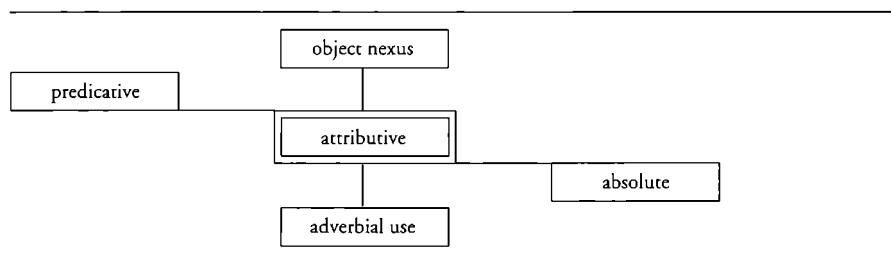 object nexus
predicative
attributive
absolute
adverbial use